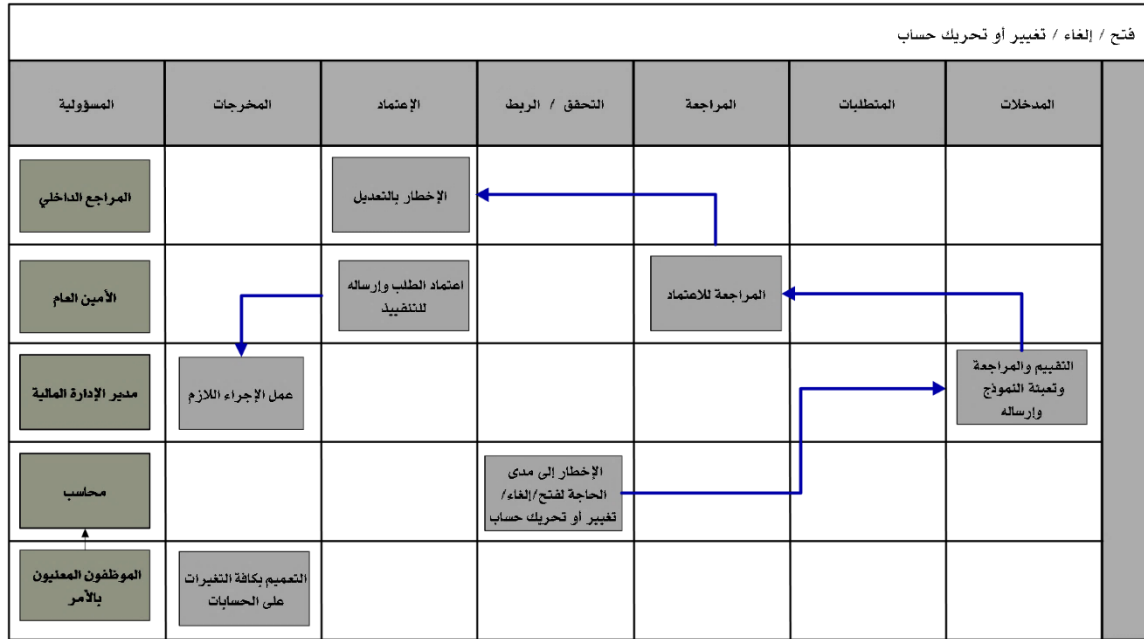 فتح / إلغاء / تغيير أو تحريك حساب
المدخلات
المتطلبات
المراجعة
التحقق / الربط
الإعتماد
المخرجات
المسؤولية
الإخطار بالتعديل
المراجع الداخلي
المراجعة للاعتماد
اعتماد الطلب وإرساله
للتنفييذ
الأمين العام
التقييم والمراجعة
وتعبئة النموذج
وإرساله
عمل الإجراء اللازم
مدير الإدارة المالية
الإخطار إلى مدى
الحاجة لفتح/إلغاء/
تغيير أو تحريك حساب
محاسب
التعميم بكافة التغيرات
على الحسابات
الموظفون المعنيون
بالأمر